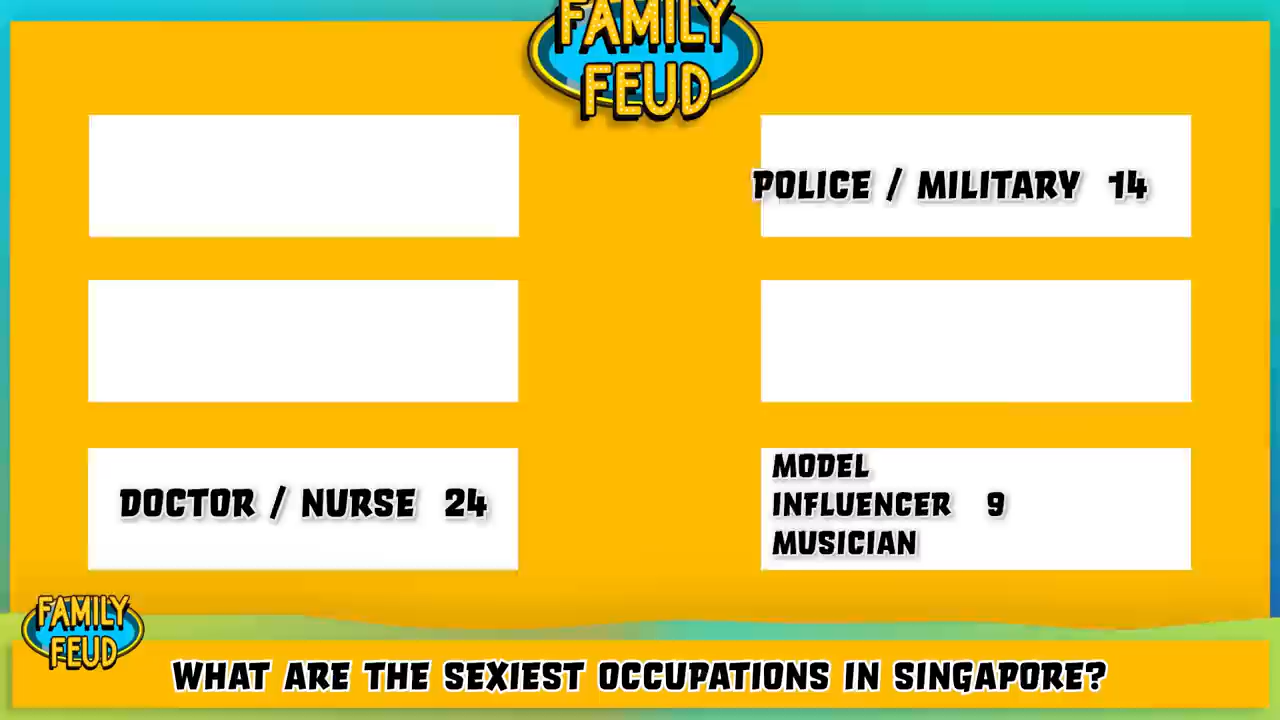 FAMILY
FEUD
POLICE / MILITARY 14
DOCTOR / NURSE 24
MODEL
INFLUENCER 9
MUSICIAN
FAMILY
FEUD
WHAT ARE THE SEXIEST OCCUPATIONS IN SINGAPORE?